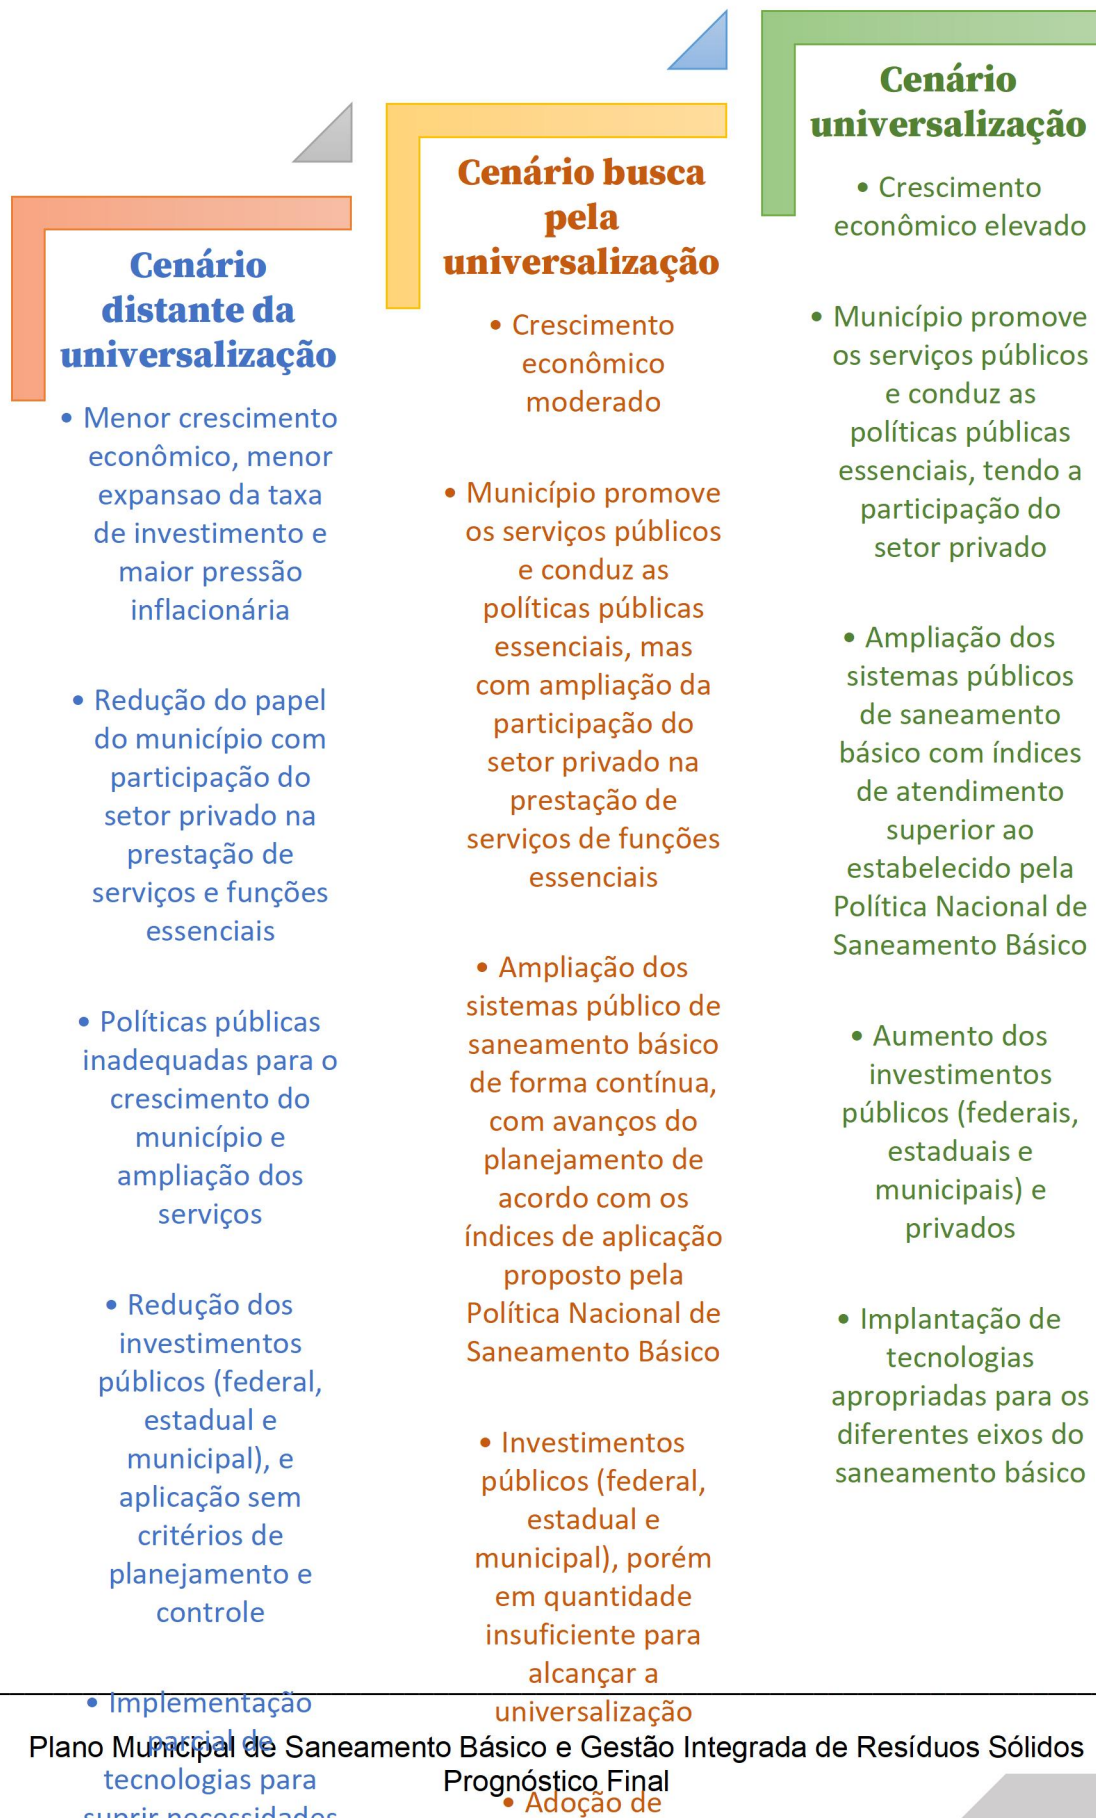 Cenário
distante da
universalização
• Menor crescimento
econômico, menor
expansao da taxa
de investimento e
maior pressão
inflacionária
• Redução do papel
do município com
participação do
setor privado na
prestação de
serviços e funções
essenciais
• Políticas públicas
inadequadas para o
crescimento do
município e
ampliação dos
serviços
• Redução dos
investimentos
públicos (federal,
estadual e
municipal), e
aplicação sem
critérios de
planejamento e
controle
• Implementação
parcial de
tecnologias para
suprir necessidades
Cenário busca
pela
universalização
• Crescimento
econômico
moderado
• Município promove
os serviços públicos
e conduz as
políticas públicas
essenciais, mas
com ampliação da
participação do
setor privado na
prestação de
serviços de funções
essenciais
• Ampliação dos
sistemas público de
saneamento básico
de forma contínua,
com avanços do
planejamento de
acordo com os
índices de aplicação
proposto pela
Política Nacional de
Saneamento Básico
• Investimentos
públicos (federal,
estadual e
municipal), porém
em quantidade
insuficiente para
alcançar a
universalização
• Adoção de
Cenário
universalização
• Crescimento
econômico elevado
• Município promove
os serviços públicos
e conduz as
políticas públicas
essenciais, tendo a
participação do
setor privado
• Ampliação dos
sistemas públicos
de saneamento
básico com índices
de atendimento
superior ao
estabelecido pela
Política Nacional de
Saneamento Básico
• Aumento dos
investimentos
públicos (federais,
estaduais e
municipais) e
privados
• Implantação de
tecnologias
apropriadas para os
diferentes eixos do
saneamento básico
Plano Municipal de Saneamento Básico e Gestão Integrada de Resíduos Sólidos
Prognóstico Final